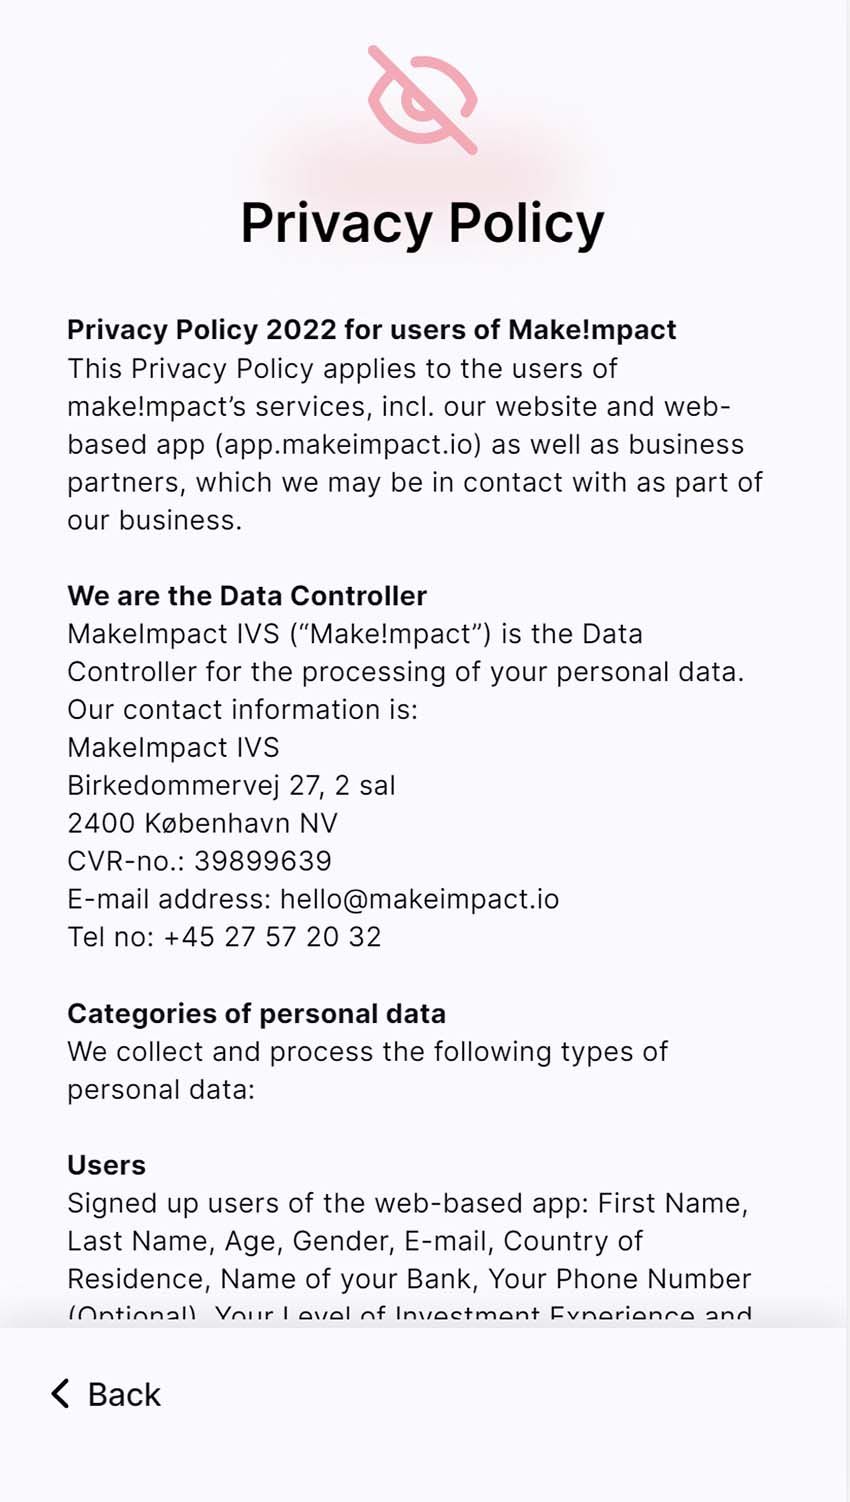 Privacy Policy
Privacy Policy 2022 for users of Make!mpact
This Privacy Policy applies to the users of
make!mpact’s services, incl. our website and web-
based app (app.makeimpact.io) as well as business
partners, which we may be in contact with as part of
our business.
We are the Data Controller
MakeImpact IVS (“Make!mpact”) is the Data
Controller for the processing of your personal data.
Our contact information is:
MakeImpact IVS
Birkedommervej 27, 2 sal
2400 København NV
CVR-no.: 39899639
E-mail address: hello@makeimpact.io
Tel no: +45 27 57 20 32
Categories of personal data
We collect and process the following types of
personal data:
Users
Signed up users of the web-based app: First Name,
Last Name, Age, Gender, E-mail, Country of
Residence, Name of your Bank, Your Phone Number
(Optional), Your Level of Investment Experience and
Back